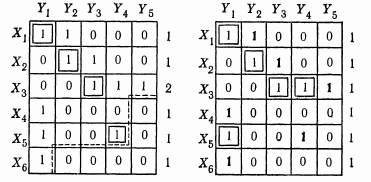 Y₁ Y₂ Y₃ Y₄ Y₅ Y₁ Y₂ Y₃ Y₄ Y₅
X₁ 1 1 0 0 0 1 X₁ 1 1 0 0 0 1
X₂ 0 1 1 0 0 1 X₂ 0 1 1 0 0 1
X₃ 0 0 1 1 1 2 X₃ 0 0 1 1 1 1
X₄ 1 0 0 0 0 1 X₄ 1 0 0 0 0 1
X₅ 1 0 0 1 0 1 X₅ 1 0 0 1 0 1
X₆ 1 0 0 0 0 1 X₆ 1 0 0 0 0 1